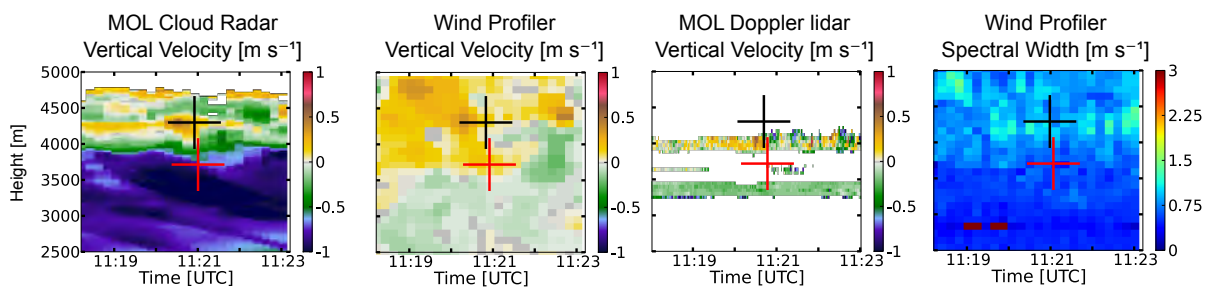 MOL Cloud Radar
Vertical Velocity [m s⁻¹]
Wind Profiler
Vertical Velocity [m s⁻¹]
MOL Doppler lidar
Vertical Velocity [m s⁻¹]
Wind Profiler
Spectral Width [m s⁻¹]
Height [m]
5000
4500
4000
3500
3000
2500
11:19 11:21 11:23
Time [UTC]
1
0.5
0
-0.5
-1
11:19 11:21 11:23
Time [UTC]
1
0.5
0
-0.5
-1
11:19 11:21 11:23
Time [UTC]
1
0.5
0
-0.5
-1
11:19 11:21 11:23
Time [UTC]
3
2.25
1.5
0.75
0